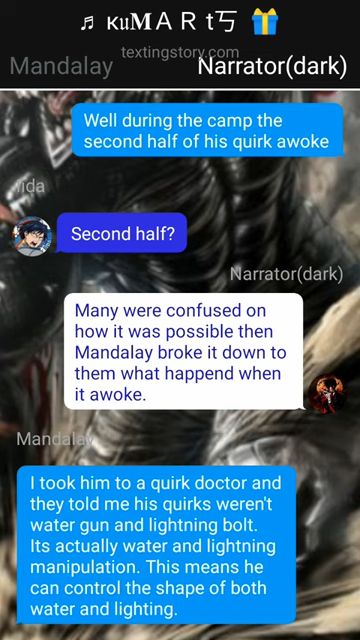 ♬ ĸuMＡＲｔ丂 🎁
textingstory.com
Mandalay Narrator(dark)
Well during the camp the
second half of his quirk awoke
Iida
Second half?
Narrator(dark)
Many were confused on
how it was possible then
Mandalay broke it down to
them what happend when
it awoke.
Mandalay
I took him to a quirk doctor and
they told me his quirks weren't
water gun and lightning bolt.
Its actually water and lightning
manipulation. This means he
can control the shape of both
water and lighting.